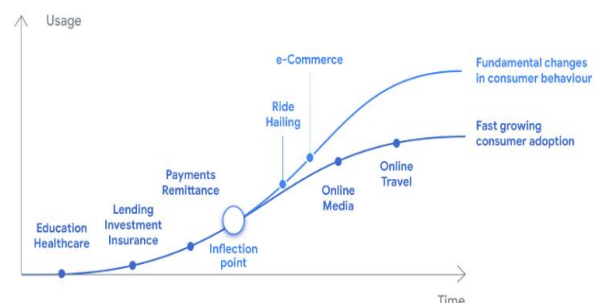 Usage
e-Commerce
Fundamental changes
in consumer behaviour
Ride
Hailing
Fast growing
consumer adoption
Payments
Remittance
Online
Travel
Online
Media
Lending
Investment
Insurance
Education
Healthcare
Inflection
point
Time